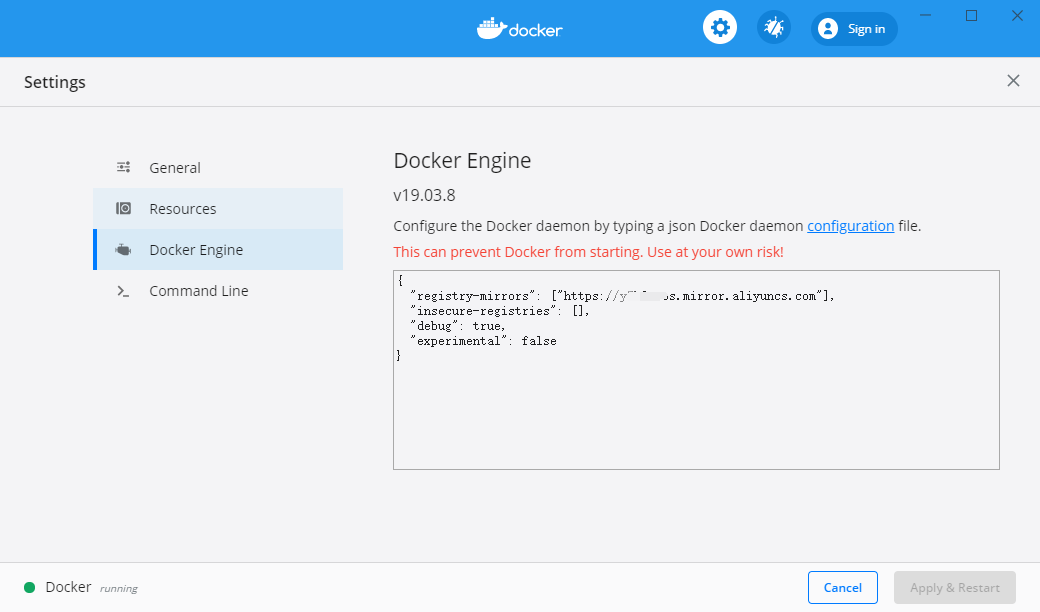 docker
Sign in
Settings
General
Resources
Docker Engine
Command Line
Docker Engine
v19.03.8
Configure the Docker daemon by typing a json Docker daemon configuration file.
This can prevent Docker from starting. Use at your own risk!
{
"registry-mirrors": ["https://y s.mirror.aliyuncs.com"],
"insecure-registries": [],
"debug": true,
"experimental": false
}
Docker running
Cancel
Apply & Restart